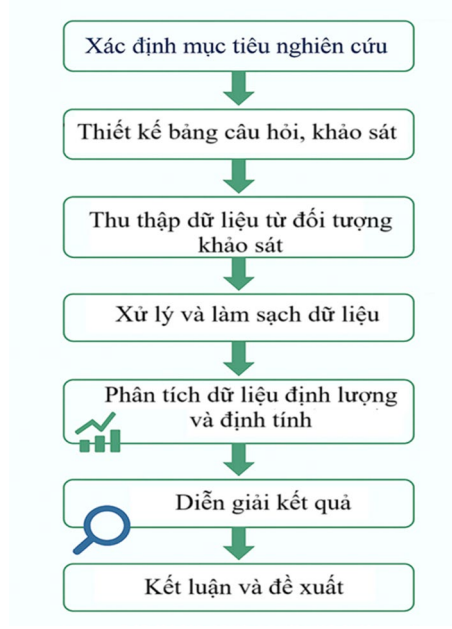 Xác định mục tiêu nghiên cứu
Thiết kế bảng câu hỏi, khảo sát
Thu thập dữ liệu từ đối tượng
khảo sát
Xử lý và làm sạch dữ liệu
Phân tích dữ liệu định lượng
và định tính
Diễn giải kết quả
Kết luận và đề xuất